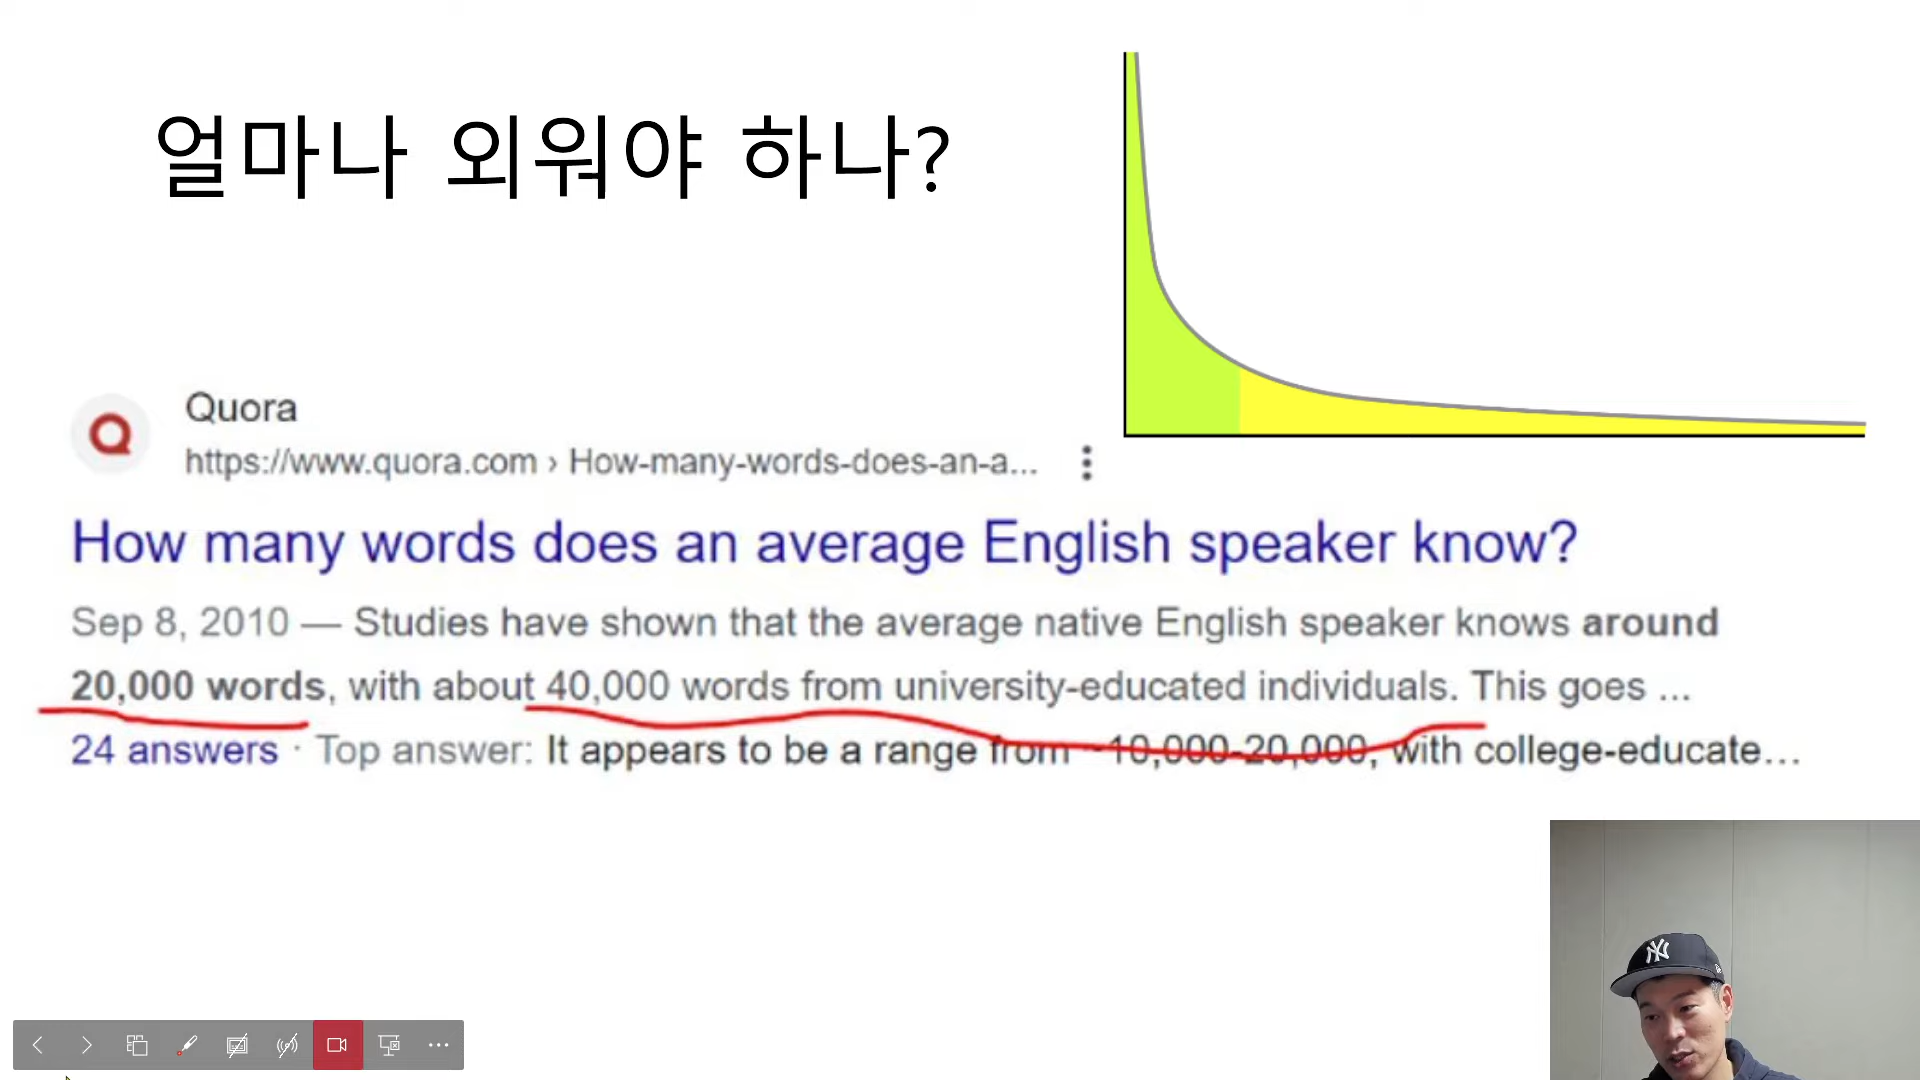 얼마나 외워야 하나?
Quora
https://www.quora.com › How-many-words-does-an-a...
How many words does an average English speaker know?
Sep 8, 2010 — Studies have shown that the average native English speaker knows around
20,000 words, with about 40,000 words from university-educated individuals. This goes ...
24 answers · Top answer: It appears to be a range from ~10,000-20,000, with college-educate...
NY